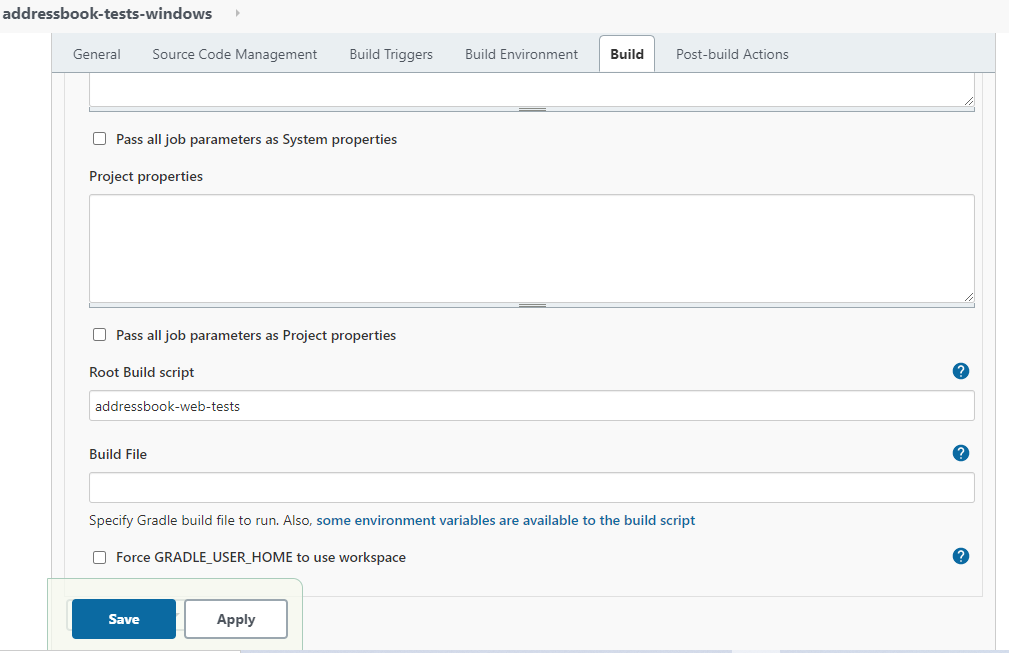 addressbook-tests-windows
General Source Code Management Build Triggers Build Environment Build Post-build Actions
Pass all job parameters as System properties
Project properties
Pass all job parameters as Project properties
Root Build script ?
addressbook-web-tests
Build File ?
Specify Gradle build file to run. Also, some environment variables are available to the build script
Force GRADLE_USER_HOME to use workspace ?
Save Apply